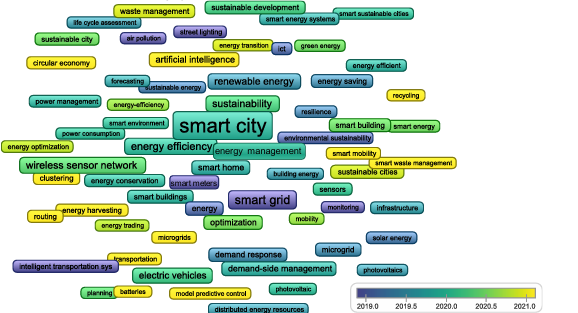 sustainable development
waste management
smart sustainable cities
smart energy systems
life cycle assessment
street lighting
sustainable city
air pollution
energy transition
ict
green energy
artificial intelligence
circular economy
energy efficient
forecasting
renewable energy
energy saving
sustainable energy
recycling
power management
energy-efficiency
sustainability
resilience
smart environment
smart city
smart building
smart energy
power consumption
environmental sustainability
energy optimization
energy efficiency
energy management
smart mobility
smart waste management
wireless sensor network
smart home
building energy
sustainable cities
clustering
energy conservation
smart meters
sensors
smart buildings
smart grid
energy harvesting
energy
monitoring
infrastructure
routing
energy trading
optimization
mobility
microgrids
solar energy
microgrid
demand response
transportation
intelligent transportation sys
electric vehicles
demand-side management
photovoltaics
planning
batteries
model predictive control
photovoltaic
distributed energy resources
2019.0 2019.5 2020.0 2020.5 2021.0